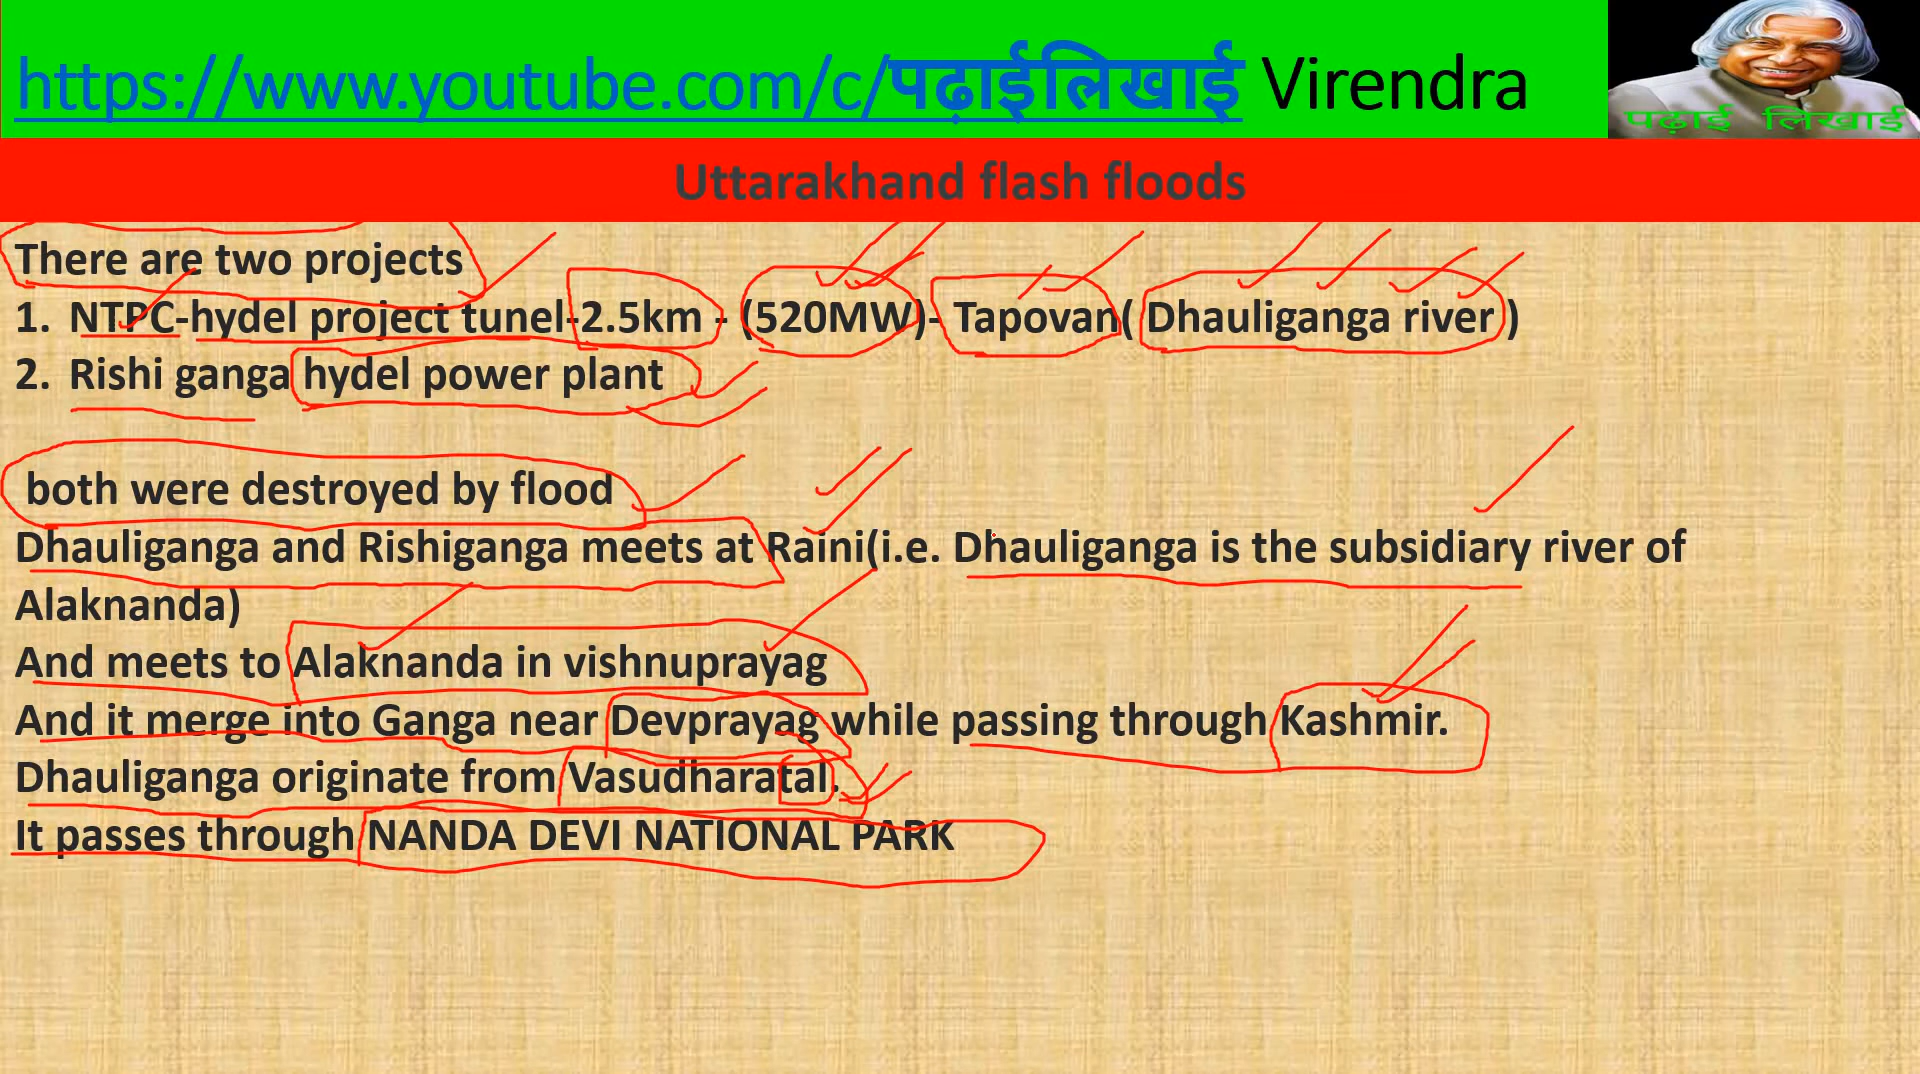 https://www.youtube.com/c/पढ़ाईलिखाई Virendra
पढ़ाई लिखाई
Uttarakhand flash floods
There are two projects
1. NTPC-hydel project tunel-2.5km - (520MW)- Tapovan( Dhauliganga river )
2. Rishi ganga hydel power plant
both were destroyed by flood
Dhauliganga and Rishiganga meets at Raini(i.e. Dhauliganga is the subsidiary river of
Alaknanda)
And meets to Alaknanda in vishnuprayag
And it merge into Ganga near Devprayag while passing through Kashmir.
Dhauliganga originate from Vasudharatal.
It passes through NANDA DEVI NATIONAL PARK